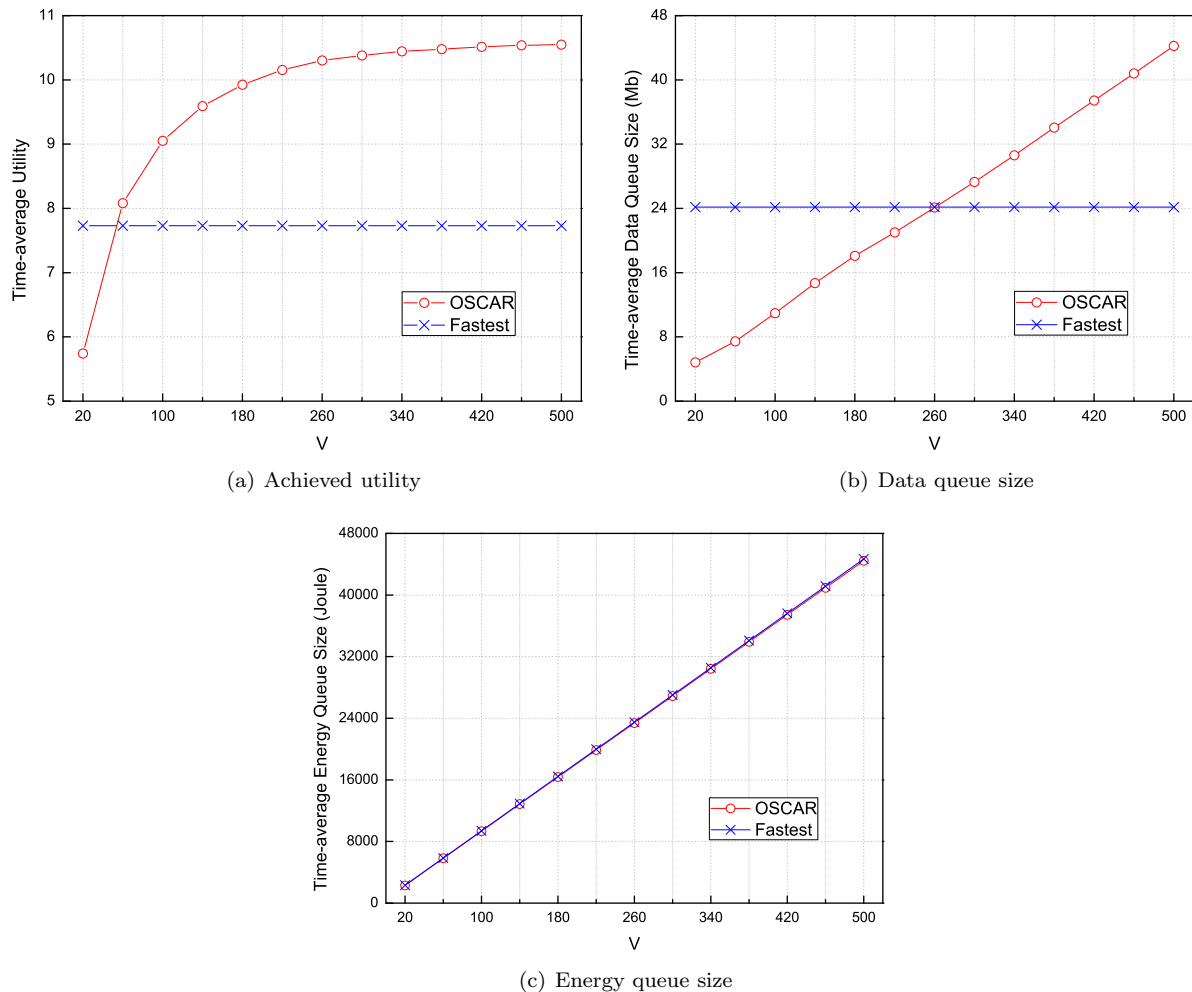 11
10
9
8
7
6
5
Time-average Utility
20
100
180
260
340
420
500
V
OSCAR
Fastest
(a) Achieved utility
48
40
32
24
16
8
0
Time-average Data Queue Size (Mb)
20
100
180
260
340
420
500
V
OSCAR
Fastest
(b) Data queue size
48000
40000
32000
24000
16000
8000
0
Time-average Energy Queue Size (Joule)
20
100
180
260
340
420
500
V
OSCAR
Fastest
(c) Energy queue size